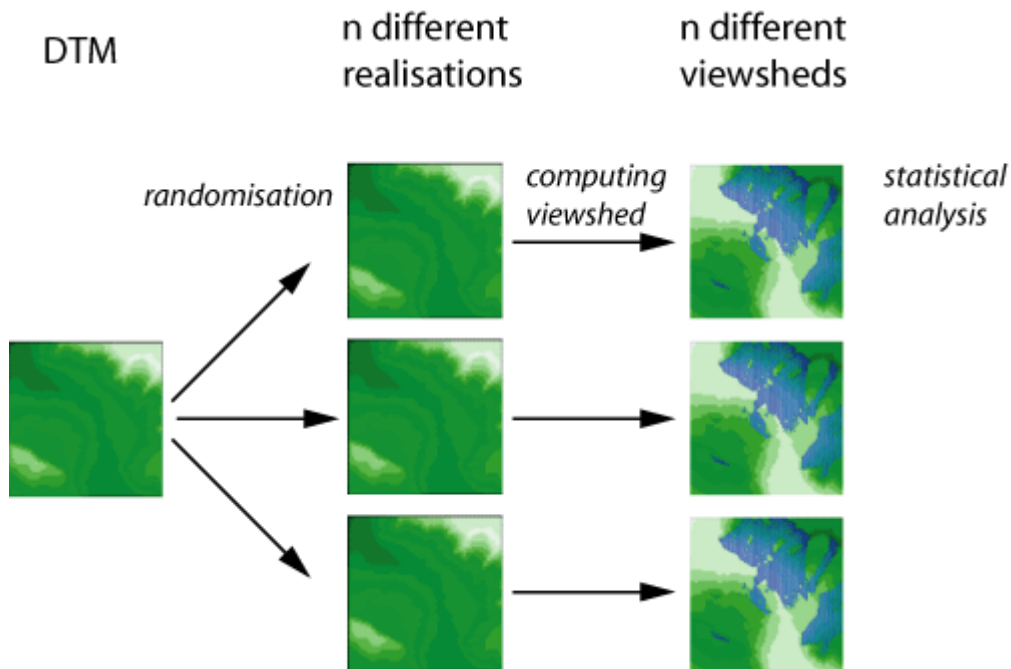 DTM
n different
realisations
n different
viewsheds
randomisation
computing
viewshed
statistical
analysis